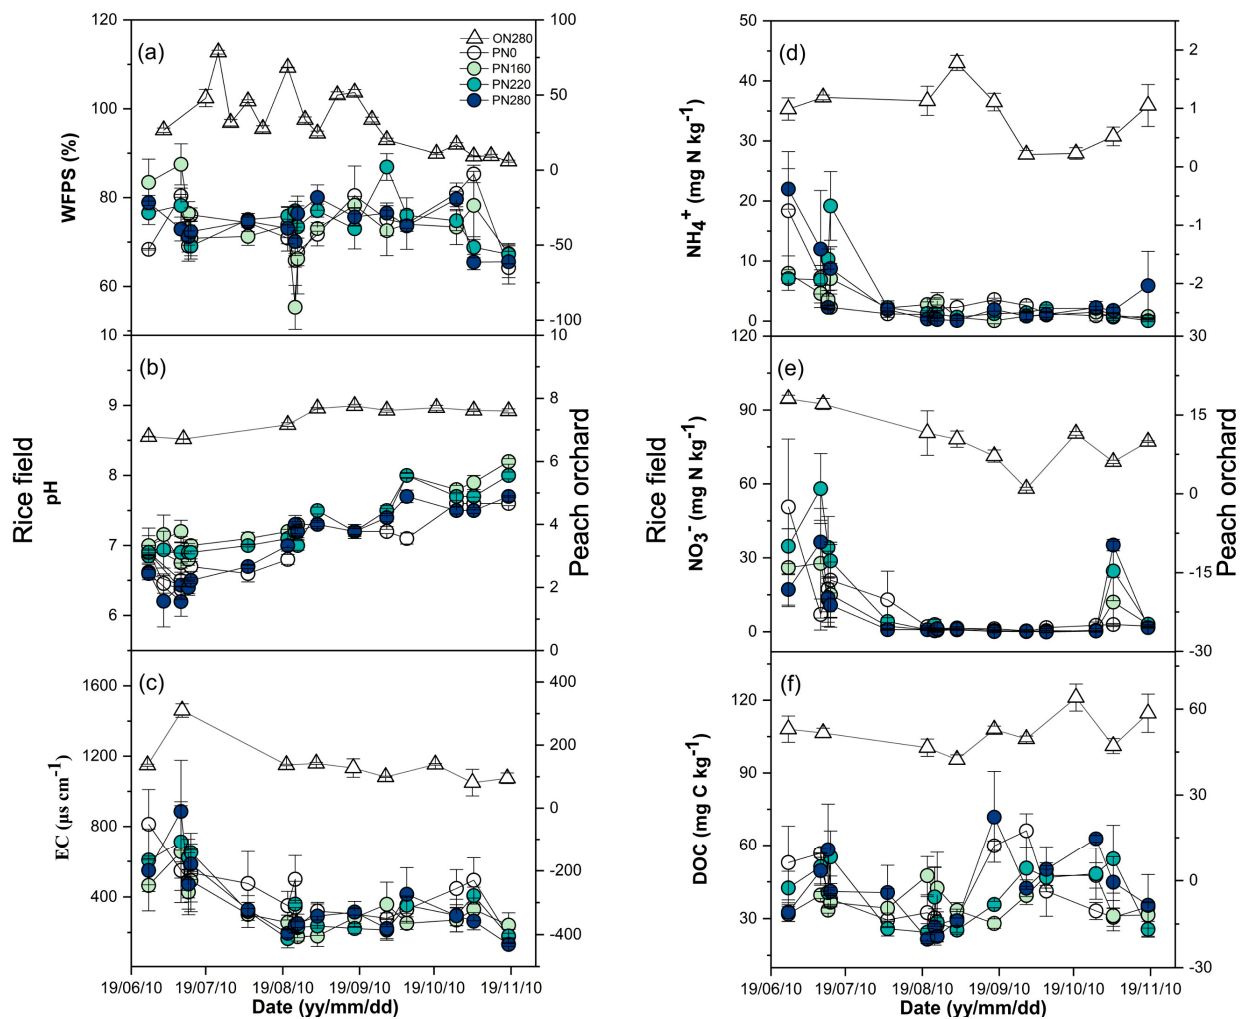 (a)
ON280
PN0
PN160
PN220
PN280
WFPS (%)
120
100
80
60
10
100
50
0
-50
-100
10
(b)
pH
9
8
7
6
8
6
4
2
0
(c)
EC (μs cm⁻¹)
1600
1200
800
400
400
200
0
-200
-400
Rice field
Peach orchard
19/06/10 19/07/10 19/08/10 19/09/10 19/10/10 19/11/10
Date (yy/mm/dd)
(d)
NH₄⁺ (mg N kg⁻¹)
50
40
30
20
10
0
120
2
1
0
-1
-2
30
(e)
NO₃⁻ (mg N kg⁻¹)
90
60
30
0
15
0
-15
-30
(f)
DOC (mg C kg⁻¹)
120
90
60
30
60
30
0
-30
Rice field
Peach orchard
19/06/10 19/07/10 19/08/10 19/09/10 19/10/10 19/11/10
Date (yy/mm/dd)